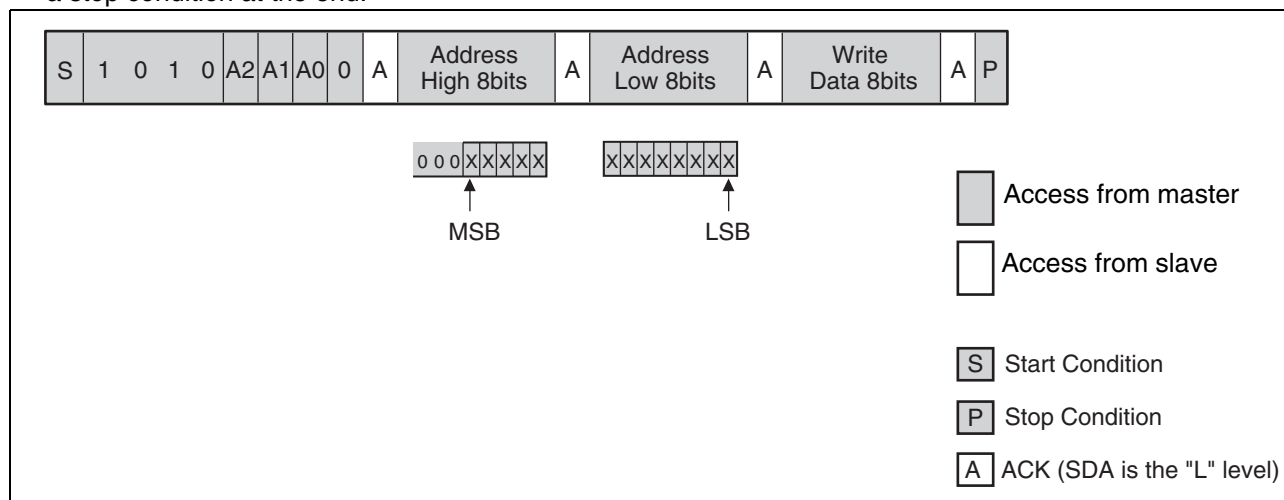 a stop condition at the end.
S 1 0 1 0 A2 A1 A0 0 A Address High 8bits A Address Low 8bits A Write Data 8bits A P
0 0 0 X X X X X X X X X X X X X
MSB LSB
Access from master
Access from slave
S Start Condition
P Stop Condition
A ACK (SDA is the "L" level)